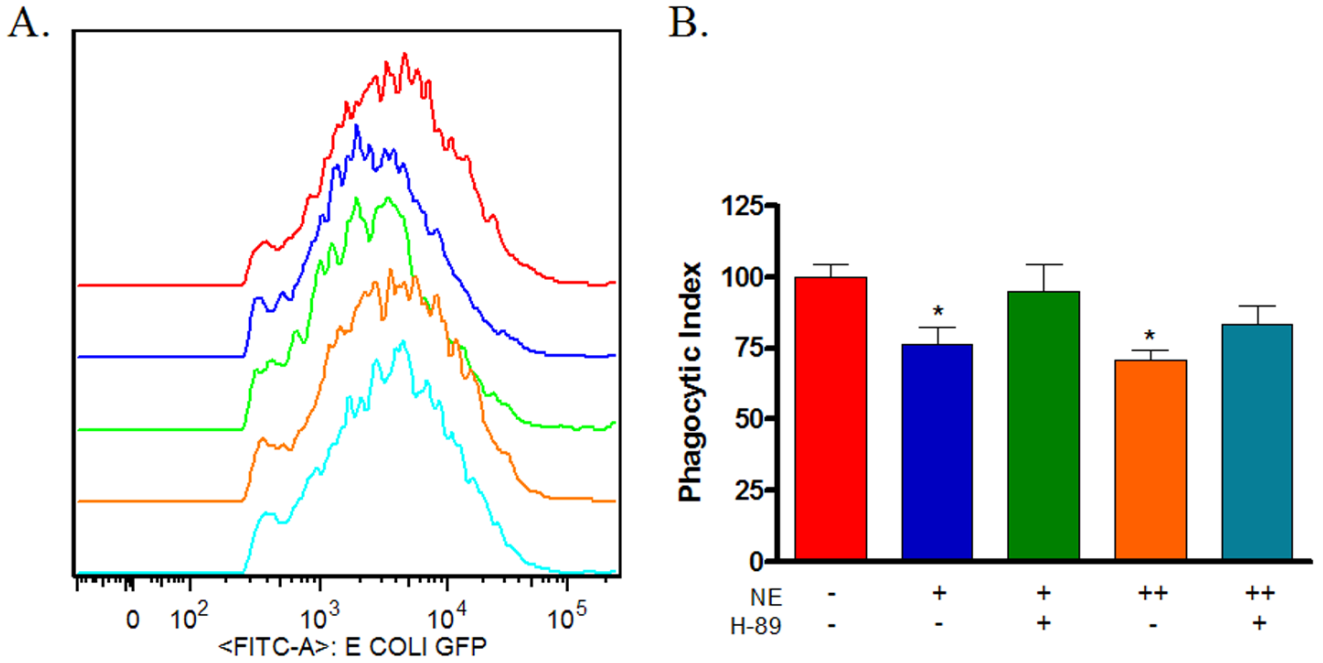 A.
0 10² 10³ 10⁴ 10⁵
<FITC-A>: E COLI GFP
B.
Phagocytic Index
125
100
75
50
25
0
* *
NE - + + ++ ++
H-89 - - + - +